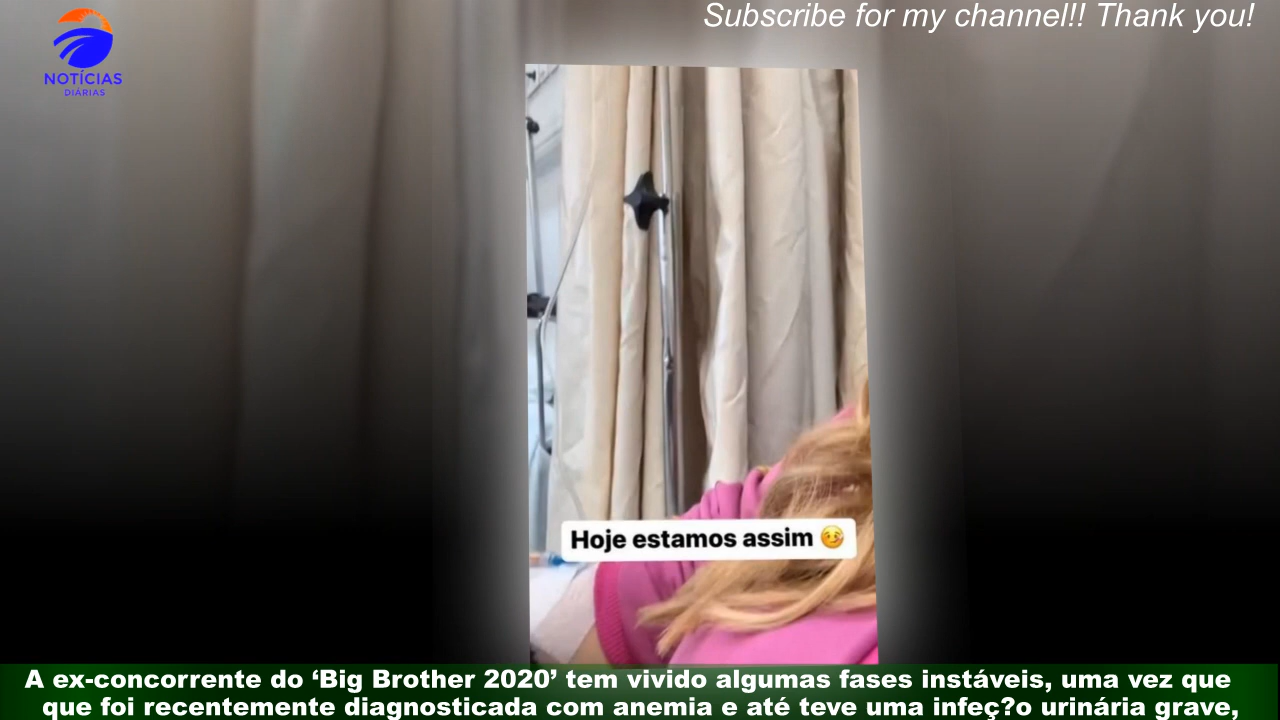 Subscribe for my channel!! Thank you!
NOTÍCIAS
DIÁRIAS
Hoje estamos assim 🤒
A ex-concorrente do ‘Big Brother 2020’ tem vivido algumas fases instáveis, uma vez que
que foi recentemente diagnosticada com anemia e até teve uma infeç?o urinária grave,